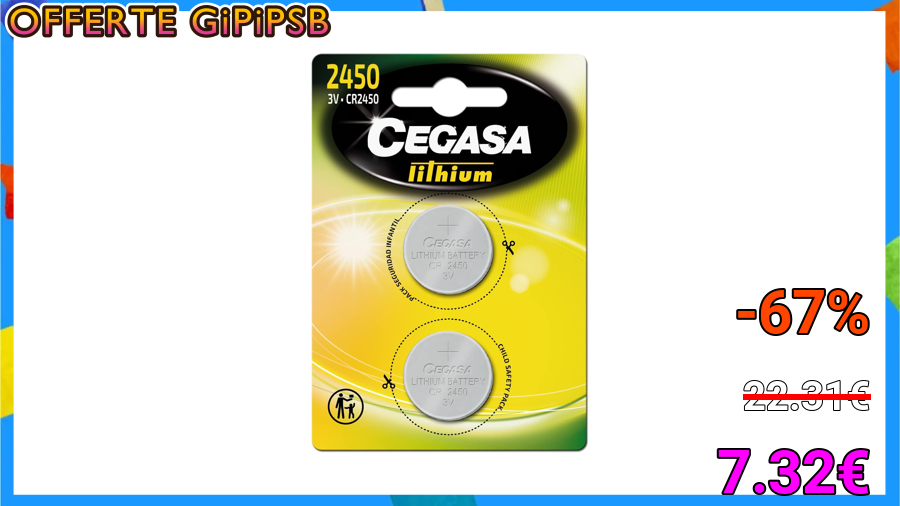 OFFERTE GiPiPSB
2450
3V • CR2450
CEGASA
lithium
PACK SEGURIDAD INFANTIL
CEGASA
LITHIUM BATTERY
CR 2450
3V
CHILD SAFETY PACK
CEGASA
LITHIUM BATTERY
CR 2450
3V
-67%
22.31€
7.32€